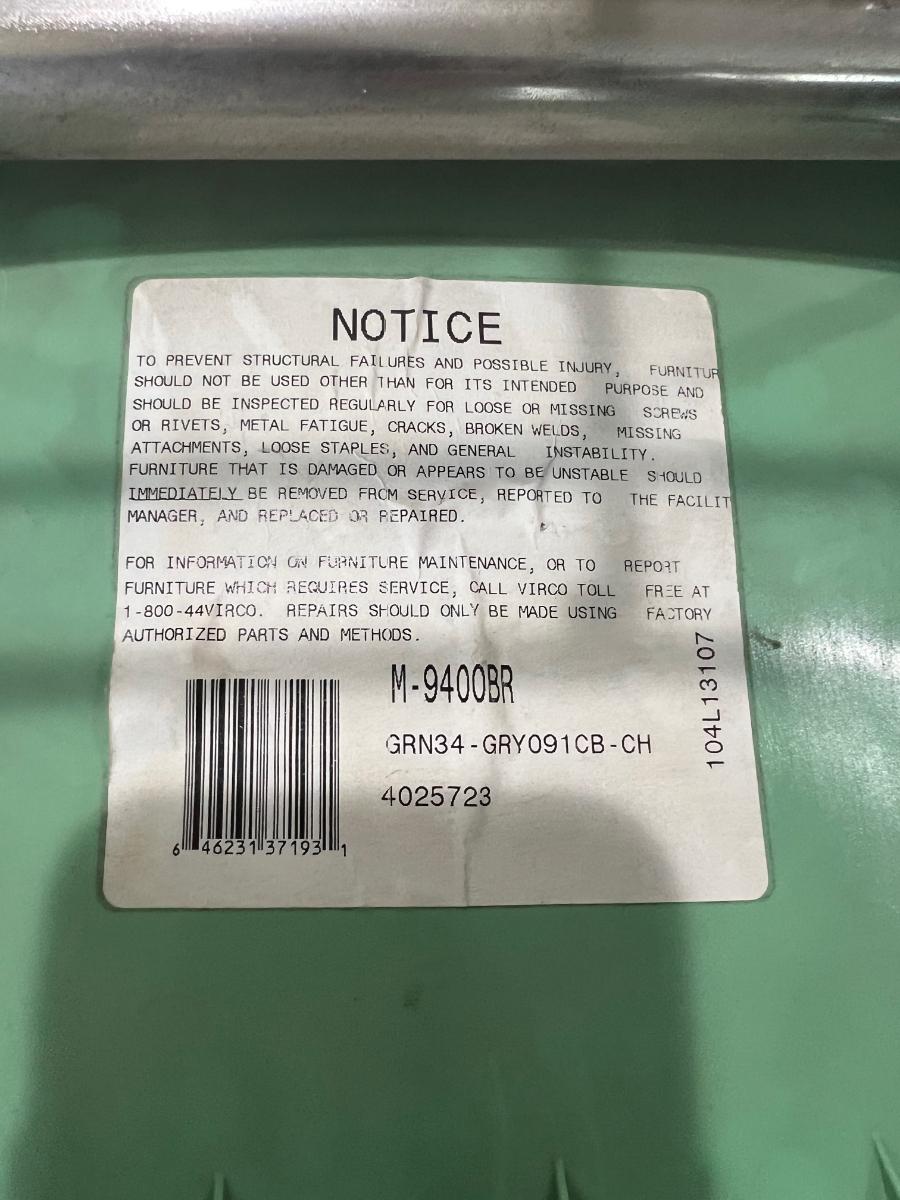 NOTICE
TO PREVENT STRUCTURAL FAILURES AND POSSIBLE INJURY, FURNITUR
SHOULD NOT BE USED OTHER THAN FOR ITS INTENDED PURPOSE AND
SHOULD BE INSPECTED REGULARLY FOR LOOSE OR MISSING SCREWS
OR RIVETS, METAL FATIGUE, CRACKS, BROKEN WELDS, MISSING
ATTACHMENTS, LOOSE STAPLES, AND GENERAL INSTABILITY.
FURNITURE THAT IS DAMAGED OR APPEARS TO BE UNSTABLE SHOULD
IMMEDIATELY BE REMOVED FROM SERVICE, REPORTED TO THE FACILIT
MANAGER, AND REPLACED OR REPAIRED.
FOR INFORMATION ON FURNITURE MAINTENANCE, OR TO REPORT
FURNITURE WHICH REQUIRES SERVICE, CALL VIRCO TOLL FREE AT
1-800-44VIRCO. REPAIRS SHOULD ONLY BE MADE USING FACTORY
AUTHORIZED PARTS AND METHODS.
M-9400BR
GRN34-GRY091CB-CH
4025723
104L13107
6 46231 37193 1